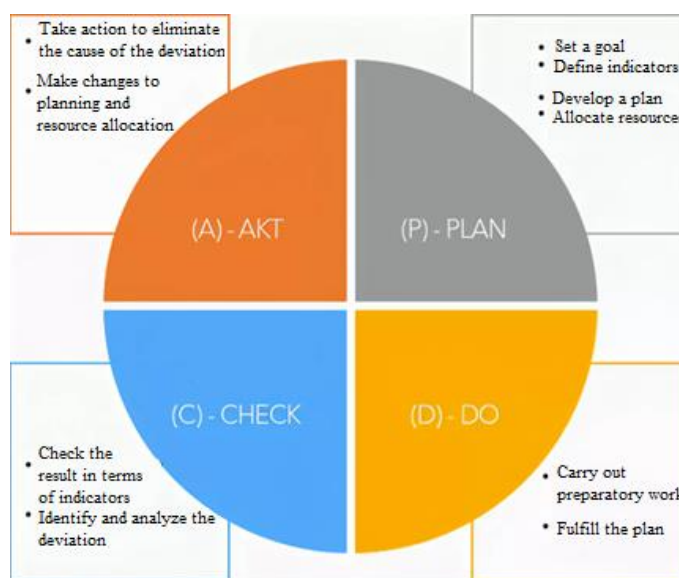 Take action to eliminate
the cause of the deviation
Make changes to
planning and
resource allocation
Set a goal
Define indicators
Develop a plan
Allocate resources
(A) - AKT
(P) - PLAN
(C) - CHECK
(D) - DO
Check the
result in terms
of indicators
Identify and analyze the
deviation
Carry out
preparatory work
Fulfill the plan